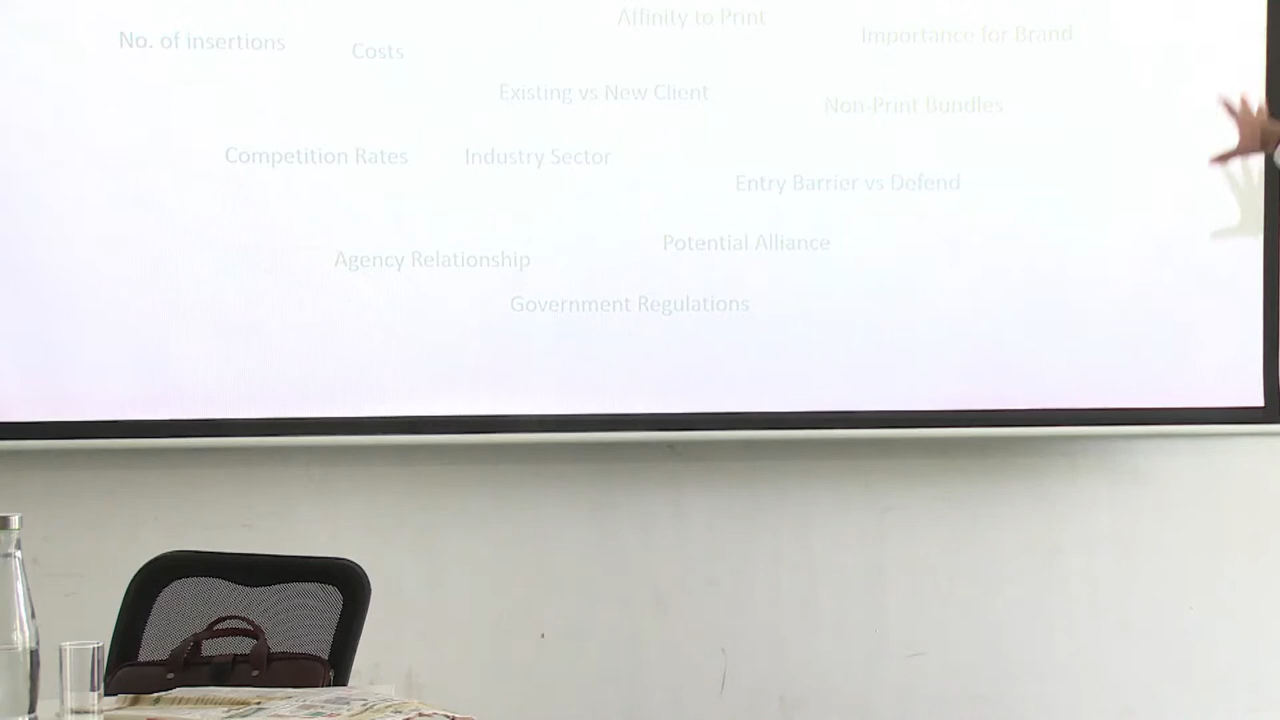 Affinity to Print
No. of insertions
Costs
Importance for Brand
Existing vs New Client
Non-Print Bundles
Competition Rates
Industry Sector
Entry Barrier vs Defend
Agency Relationship
Potential Alliance
Government Regulations